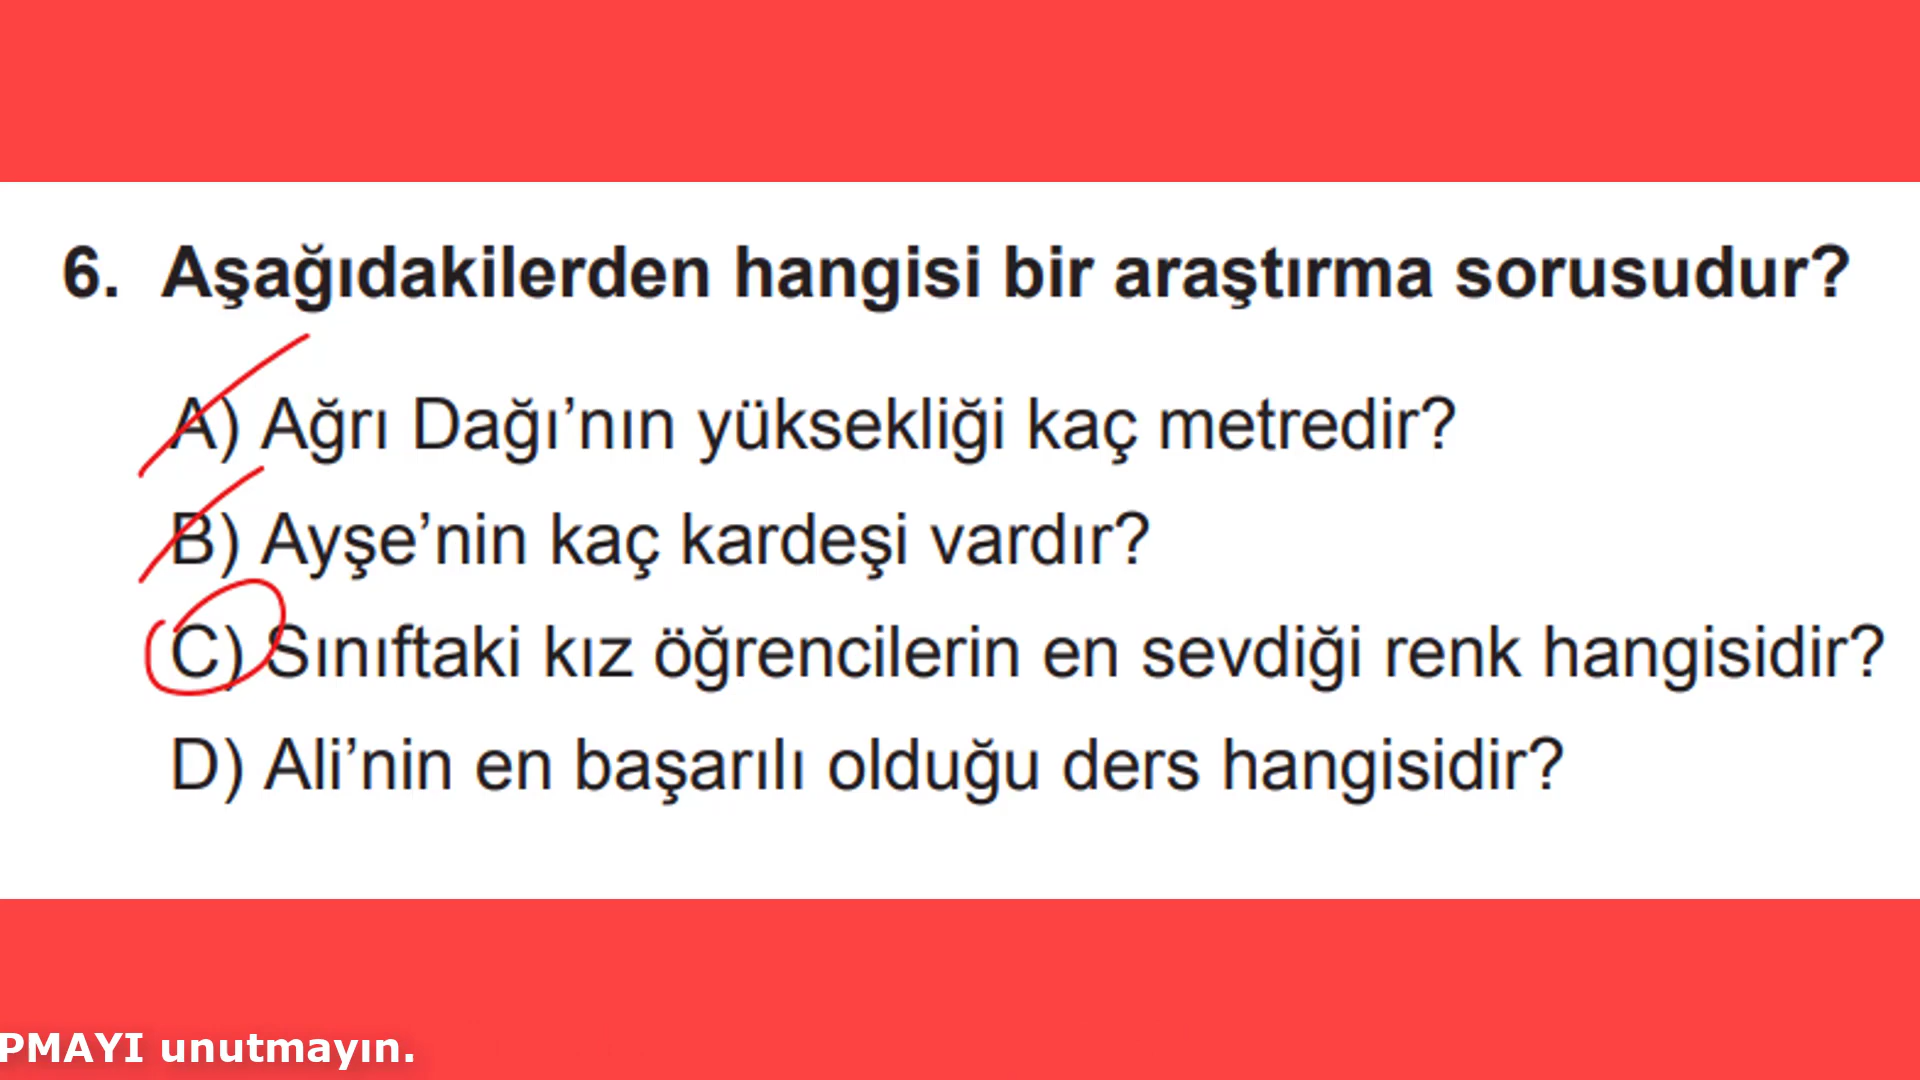 6. Aşağıdakilerden hangisi bir araştırma sorusudur?
A) Ağrı Dağı’nın yüksekliği kaç metredir?
B) Ayşe’nin kaç kardeşi vardır?
C) Sınıftaki kız öğrencilerin en sevdiği renk hangisidir?
D) Ali’nin en başarılı olduğu ders hangisidir?
PMAYI unutmayın.